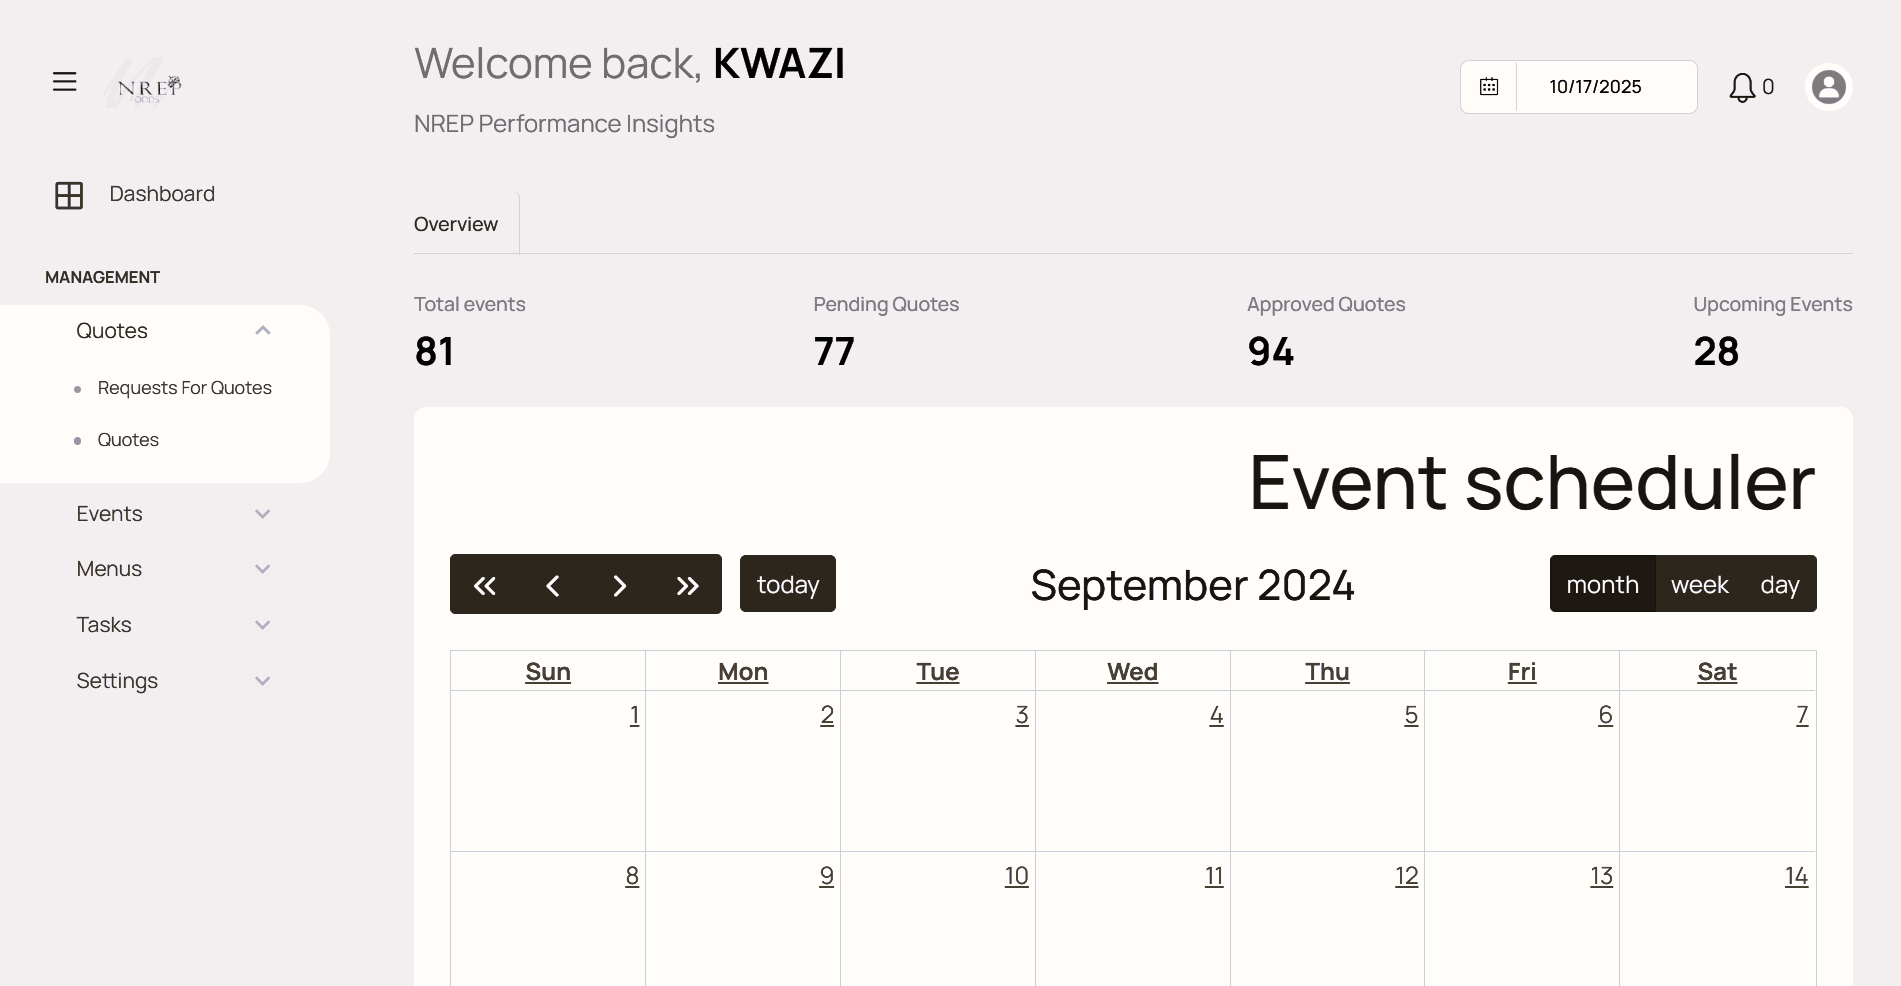 NREP
FOODS
Welcome back, KWAZI
NREP Performance Insights
10/17/2025
0
Dashboard
MANAGEMENT
Quotes
Requests For Quotes
Quotes
Events
Menus
Tasks
Settings
Overview
Total events
81
Pending Quotes
77
Approved Quotes
94
Upcoming Events
28
Event scheduler
today
September 2024
month week day
Sun Mon Tue Wed Thu Fri Sat
1 2 3 4 5 6 7
8 9 10 11 12 13 14